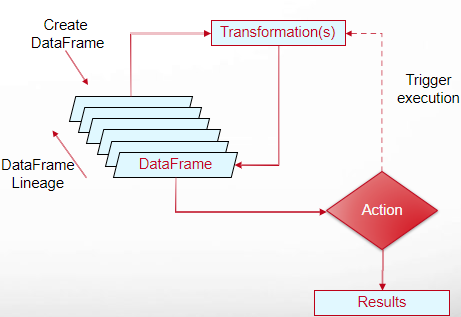 Create
DataFrame
Transformation(s)
Trigger
execution
DataFrame
Lineage
DataFrame
Action
Results